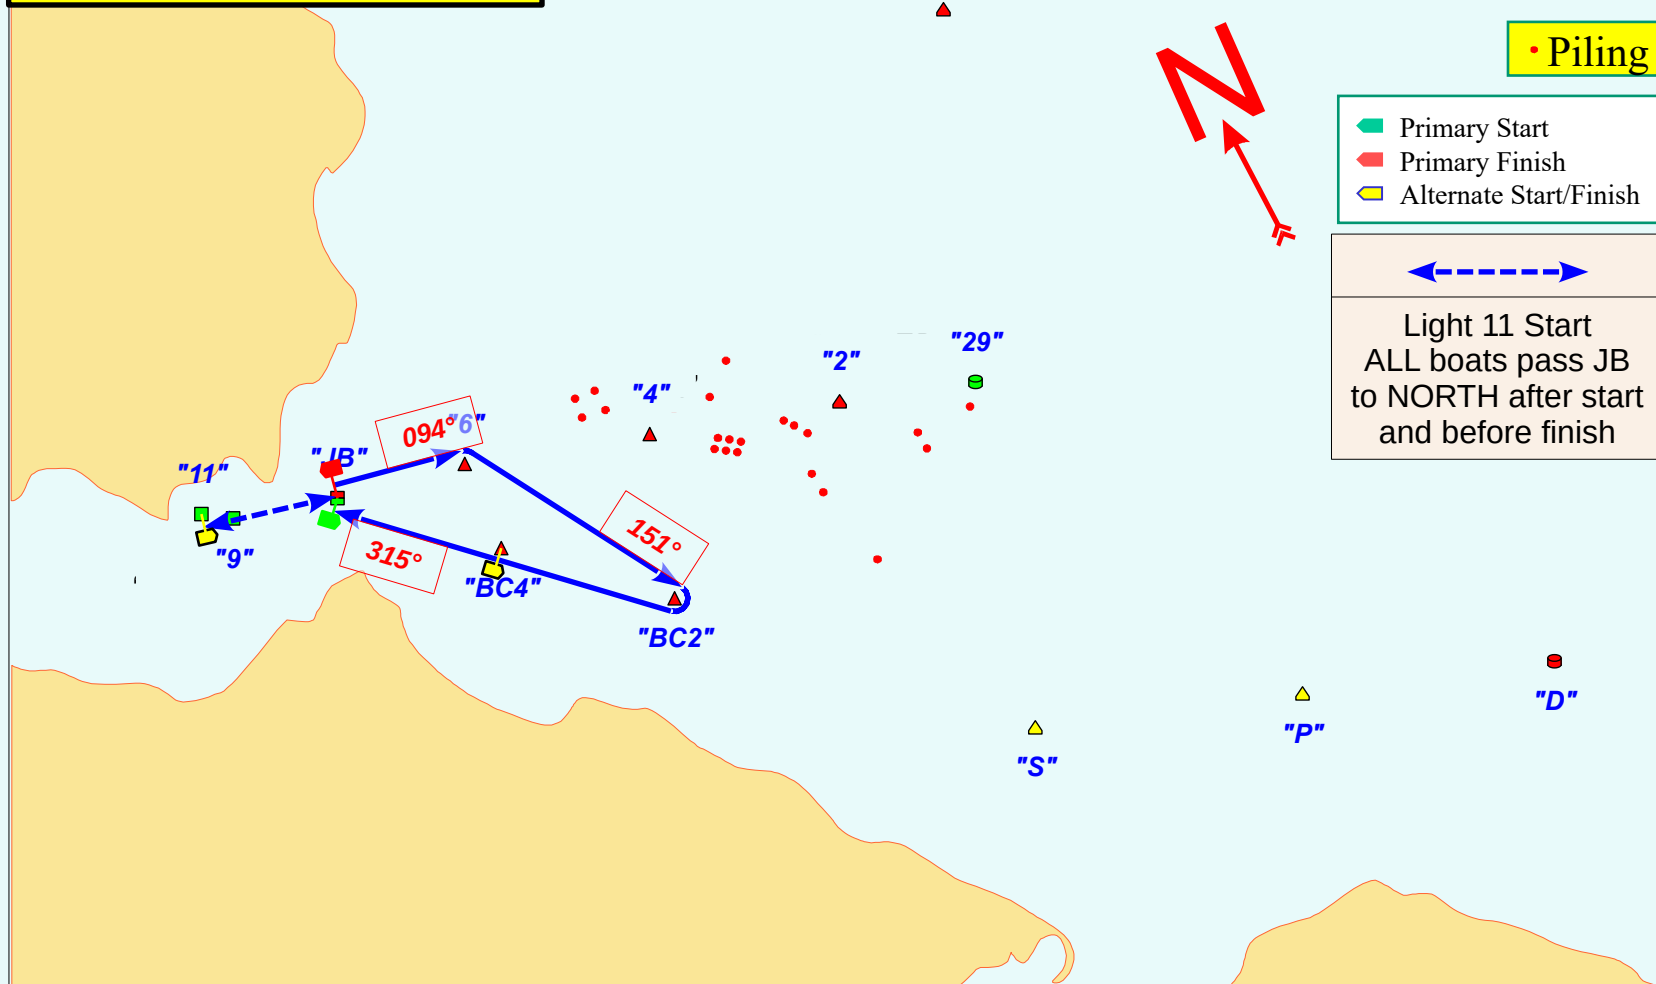 N
Piling
Primary Start
Primary Finish
Alternate Start/Finish
Light 11 Start
ALL boats pass JB
to NORTH after start
and before finish
"29"
"2"
"4"
094°
"6"
"JB"
"11"
"9"
151°
315°
"BC4"
"BC2"
"D"
"P"
"S"